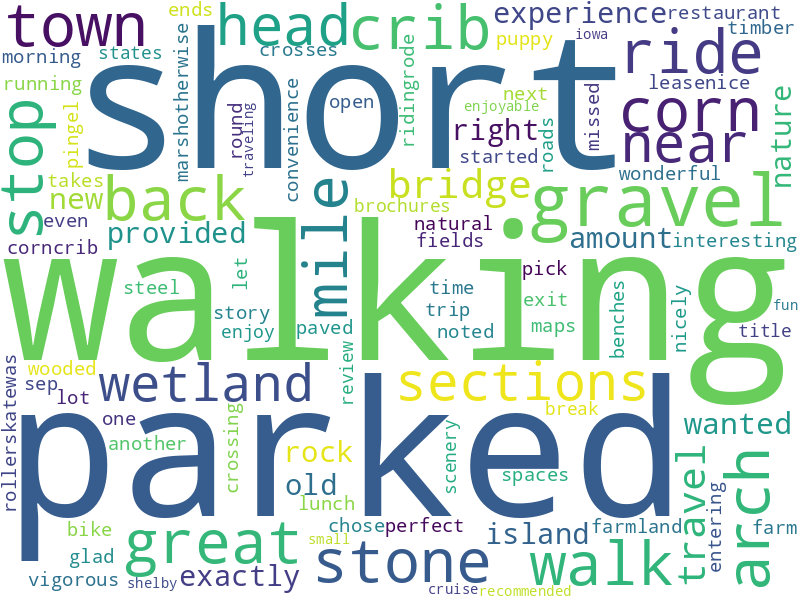 ends
town
head
crib
experience
restaurant
timber
morning
states
crosses
puppy
iowa
short
ride
running
marshotherwise
convenience
open
ridingrode
next
enjoyable
leasenice
pingel
round
traveling
right
corn
missed
near
nature
stop
started
roads
takes
new
back
mile
bridge
gravel
wonderful
even
brochures
provided
natural
fields
amount
interesting
corncrib
walking
pick
steel
let
time
exit
benches
fun
story
trip
enjoy
paved
noted
maps
nicely
title
wooded
sep
lot
wetland
review
sections
rollerskatewas
one
another
crossing
parked
break
wanted
rock
old
scenery
spaces
travel
arch
lunch
bike
great
chose
perfect
island
farmland
entering
farm
glad
small
vigorous
shelby
exactly
stone
cruise
recommended
walk